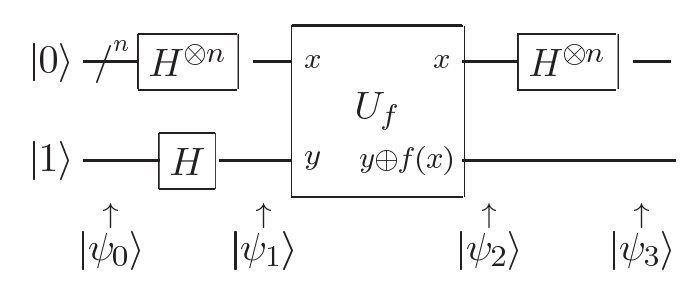 |0⟩ n H⊗n x x H⊗n
U_f
|1⟩ H y y⊕f(x)
↑ ↑ ↑ ↑
|ψ₀⟩ |ψ₁⟩ |ψ₂⟩ |ψ₃⟩